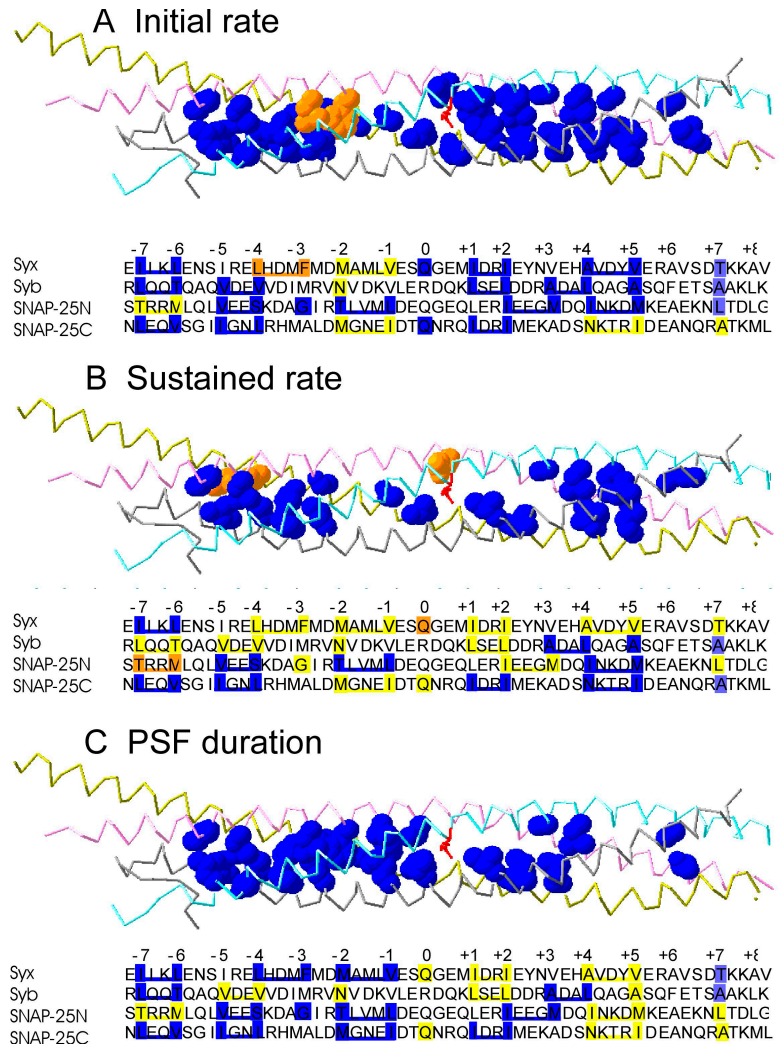 A Initial rate
-7 -6 -5 -4 -3 -2 -1 0 +1 +2 +3 +4 +5 +6 +7
Syx EILKIENSIRELHDMFMDMAMLVESQGEMIDRIEYNVEHAVDYVERAVSDTKKAV
Syb RLQQTQAQVDEVVDIMRVNVDKVLERDQKLSELDDRADALQAGASQFETSAAKLK
SNAP-25N STRRMLQLVEESKDAGIRTLVMLDEQGEQLERIEEGMDQINKDMKEAEKNLTDLG
SNAP-25C NLEQVSGIIGNLRHMALDMGNEIDTQNRQIDRIMEKADSNKTRIDEANQRATKML
B Sustained rate
-7 -6 -5 -4 -3 -2 -1 0 +1 +2 +3 +4 +5 +6 +7
Syx EILKIENSIRELHDMFMDMAMLVESQGEMIDRIEYNVEHAVDYVERAVSDTKKAV
Syb RLQQTQAQVDEVVDIMRVNVDKVLERDQKLSELDDRADALQAGASQFETSAAKLK
SNAP-25N STRRMLQLVEESKDAGIRTLVMLDEQGEQLERIEEGMDQINKDMKEAEKNLTDLG
SNAP-25C NLEQVSGIIGNLRHMALDMGNEIDTQNRQIDRIMEKADSNKTRIDEANQRATKML
C PSF duration
-7 -6 -5 -4 -3 -2 -1 0 +1 +2 +3 +4 +5 +6 +7
Syx EILKIENSIRELHDMFMDMAMLVESQGEMIDRIEYNVEHAVDYVERAVSDTKKAV
Syb RLQQTQAQVDEVVDIMRVNVDKVLERDQKLSELDDRADALQAGASQFETSAAKLK
SNAP-25N STRRMLQLVEESKDAGIRTLVMLDEQGEQLERIEEGMDQINKDMKEAEKNLTDLG
SNAP-25C NLEQVSGIIGNLRHMALDMGNEIDTQNRQIDRIMEKADSNKTRIDEANQRATKML